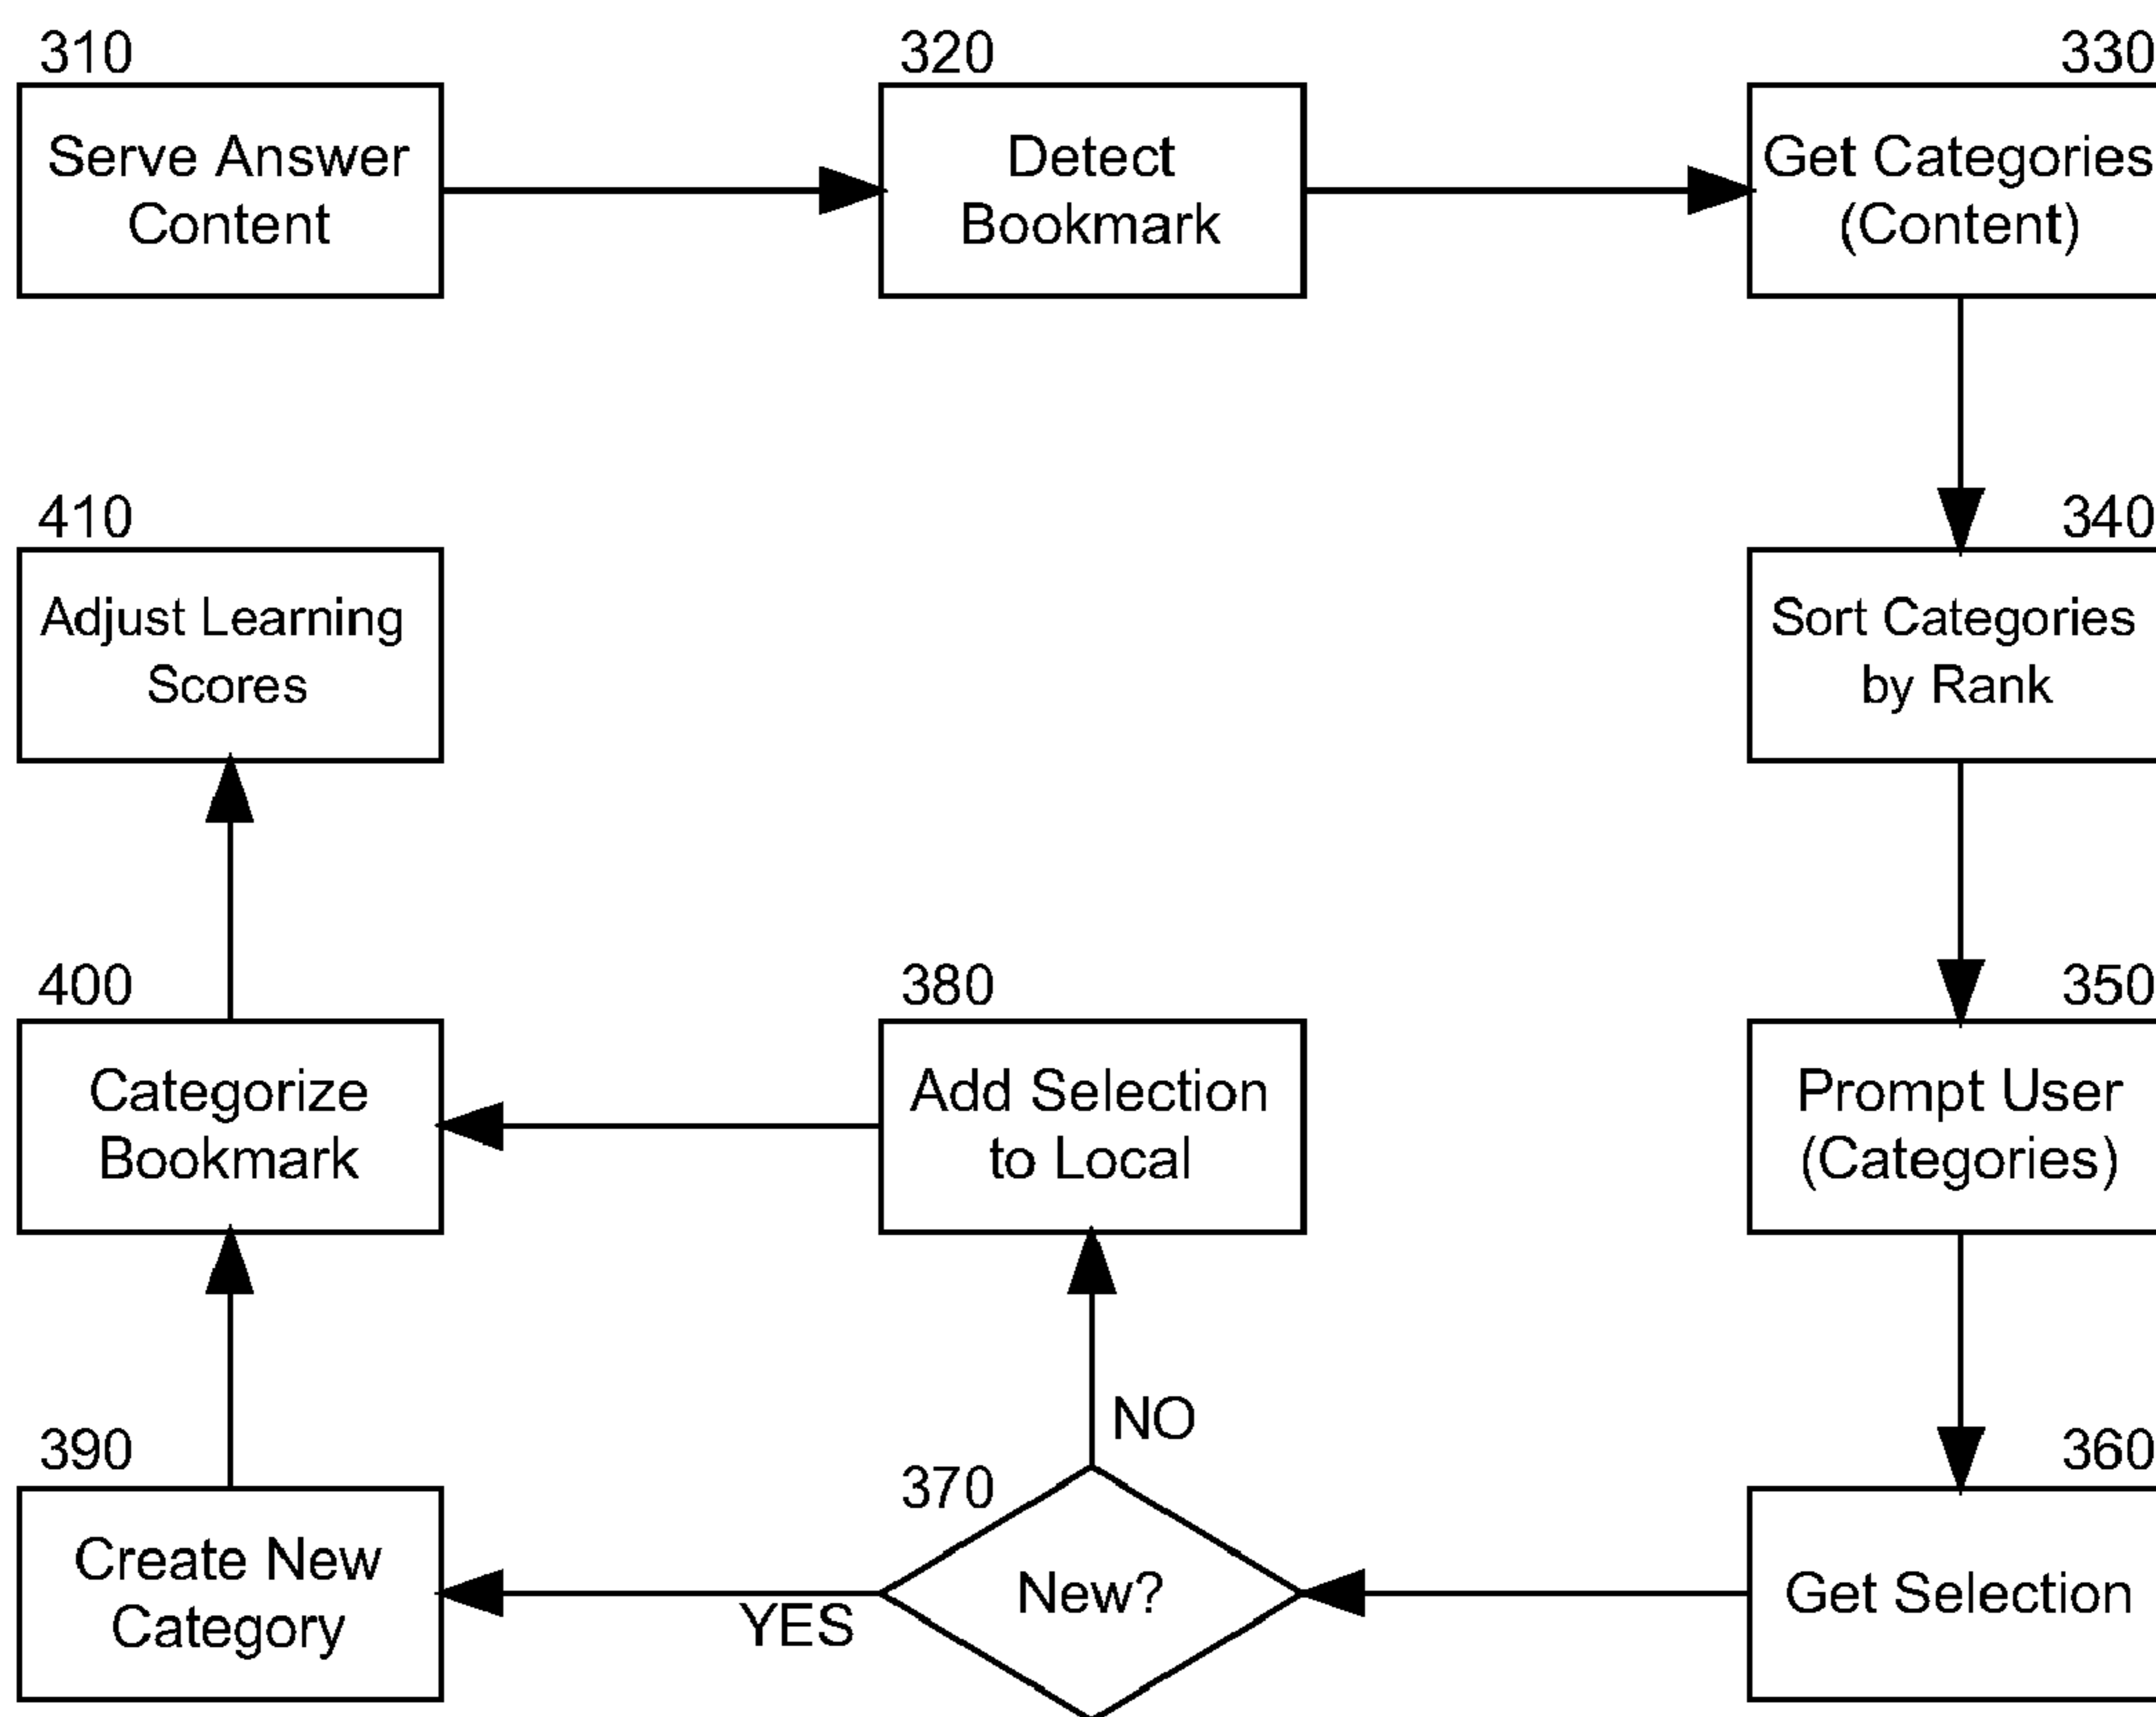 310
Serve Answer
Content
320
Detect
Bookmark
330
Get Categories
(Content)
410
Adjust Learning
Scores
340
Sort Categories
by Rank
400
Categorize
Bookmark
380
Add Selection
to Local
350
Prompt User
(Categories)
NO
390
Create New
Category
YES
370
New?
360
Get Selection